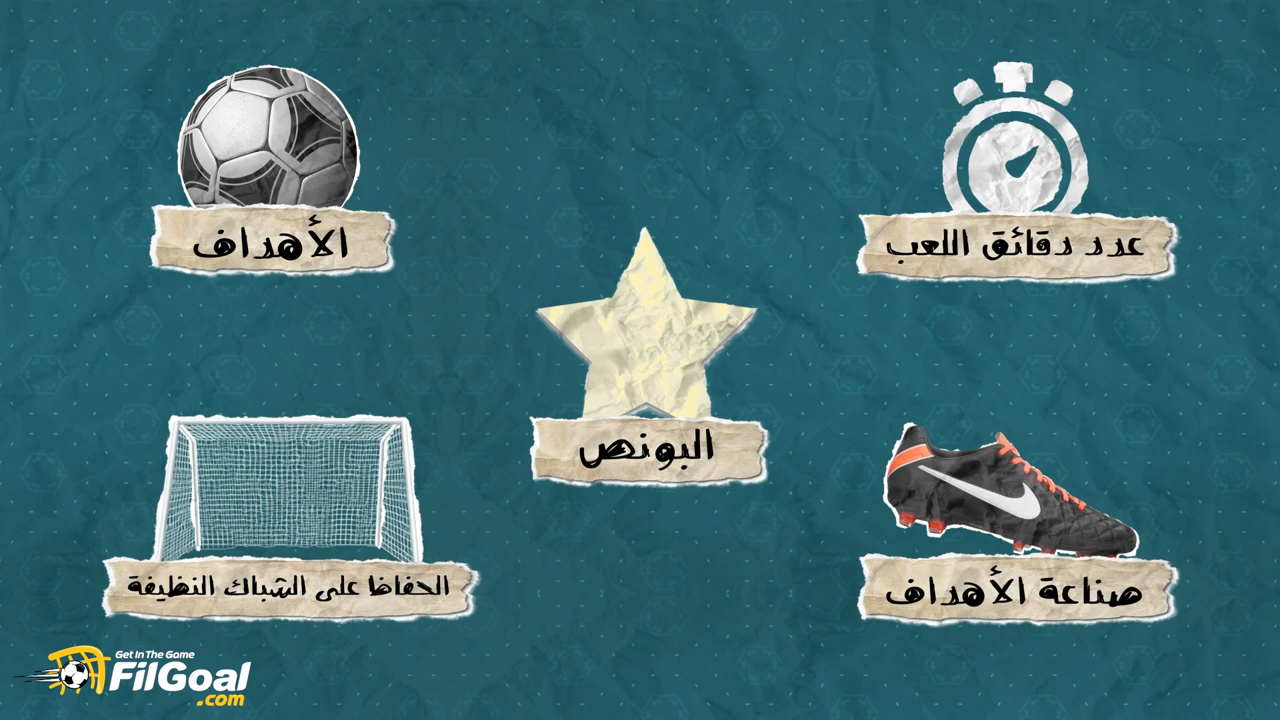 عدد دقائق اللعب
الأهداف
البونص
صناعة الأهداف
الحفاظ على الشباك النظيفة
Get In The Game
FilGoal
.com